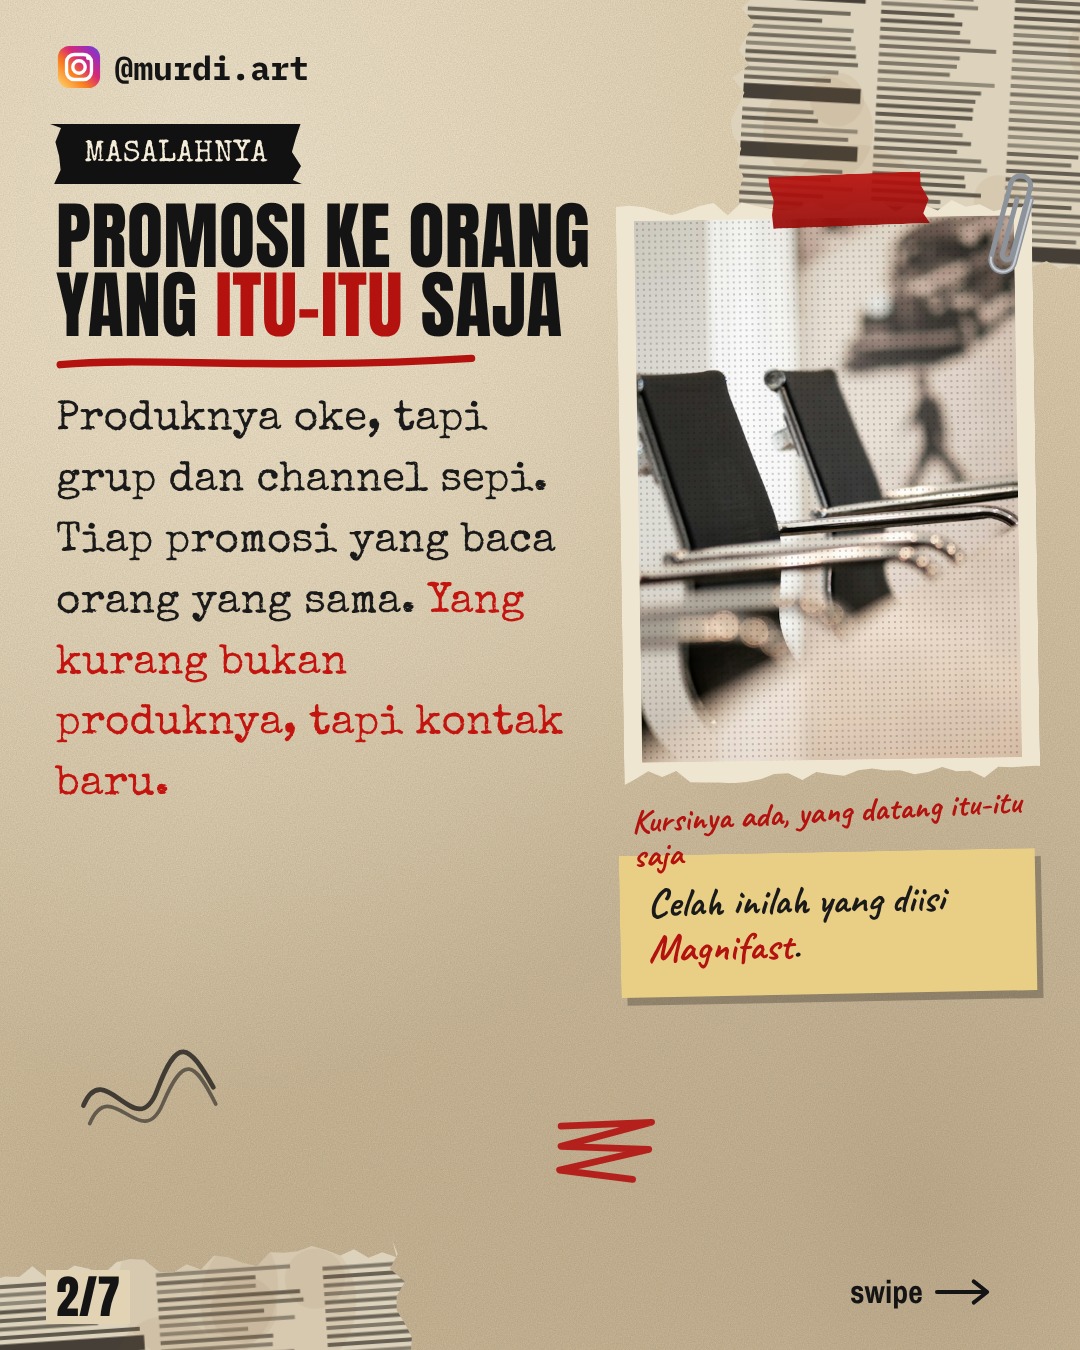 @murdi.art
MASALAHNYA
PROMOSI KE ORANG
YANG ITU-ITU SAJA
Produknya oke, tapi
grup dan channel sepi.
Tiap promosi yang baca
orang yang sama. Yang
kurang bukan
produknya, tapi kontak
baru.
Kursinya ada, yang datang itu-itu
saja
Celah inilah yang diisi
Magnifast.
2/7
swipe